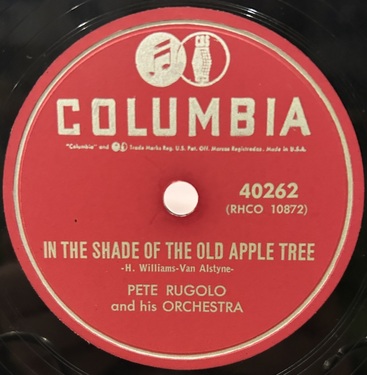 COLUMBIA
"Columbia" and Trade Marks Reg. U.S. Pat. Off. Marcas Registradas. Made in U.S.A.
40262
(RHCO 10872)
IN THE SHADE OF THE OLD APPLE TREE
-H. Williams-Van Alstyne-
PETE RUGOLO
and his ORCHESTRA